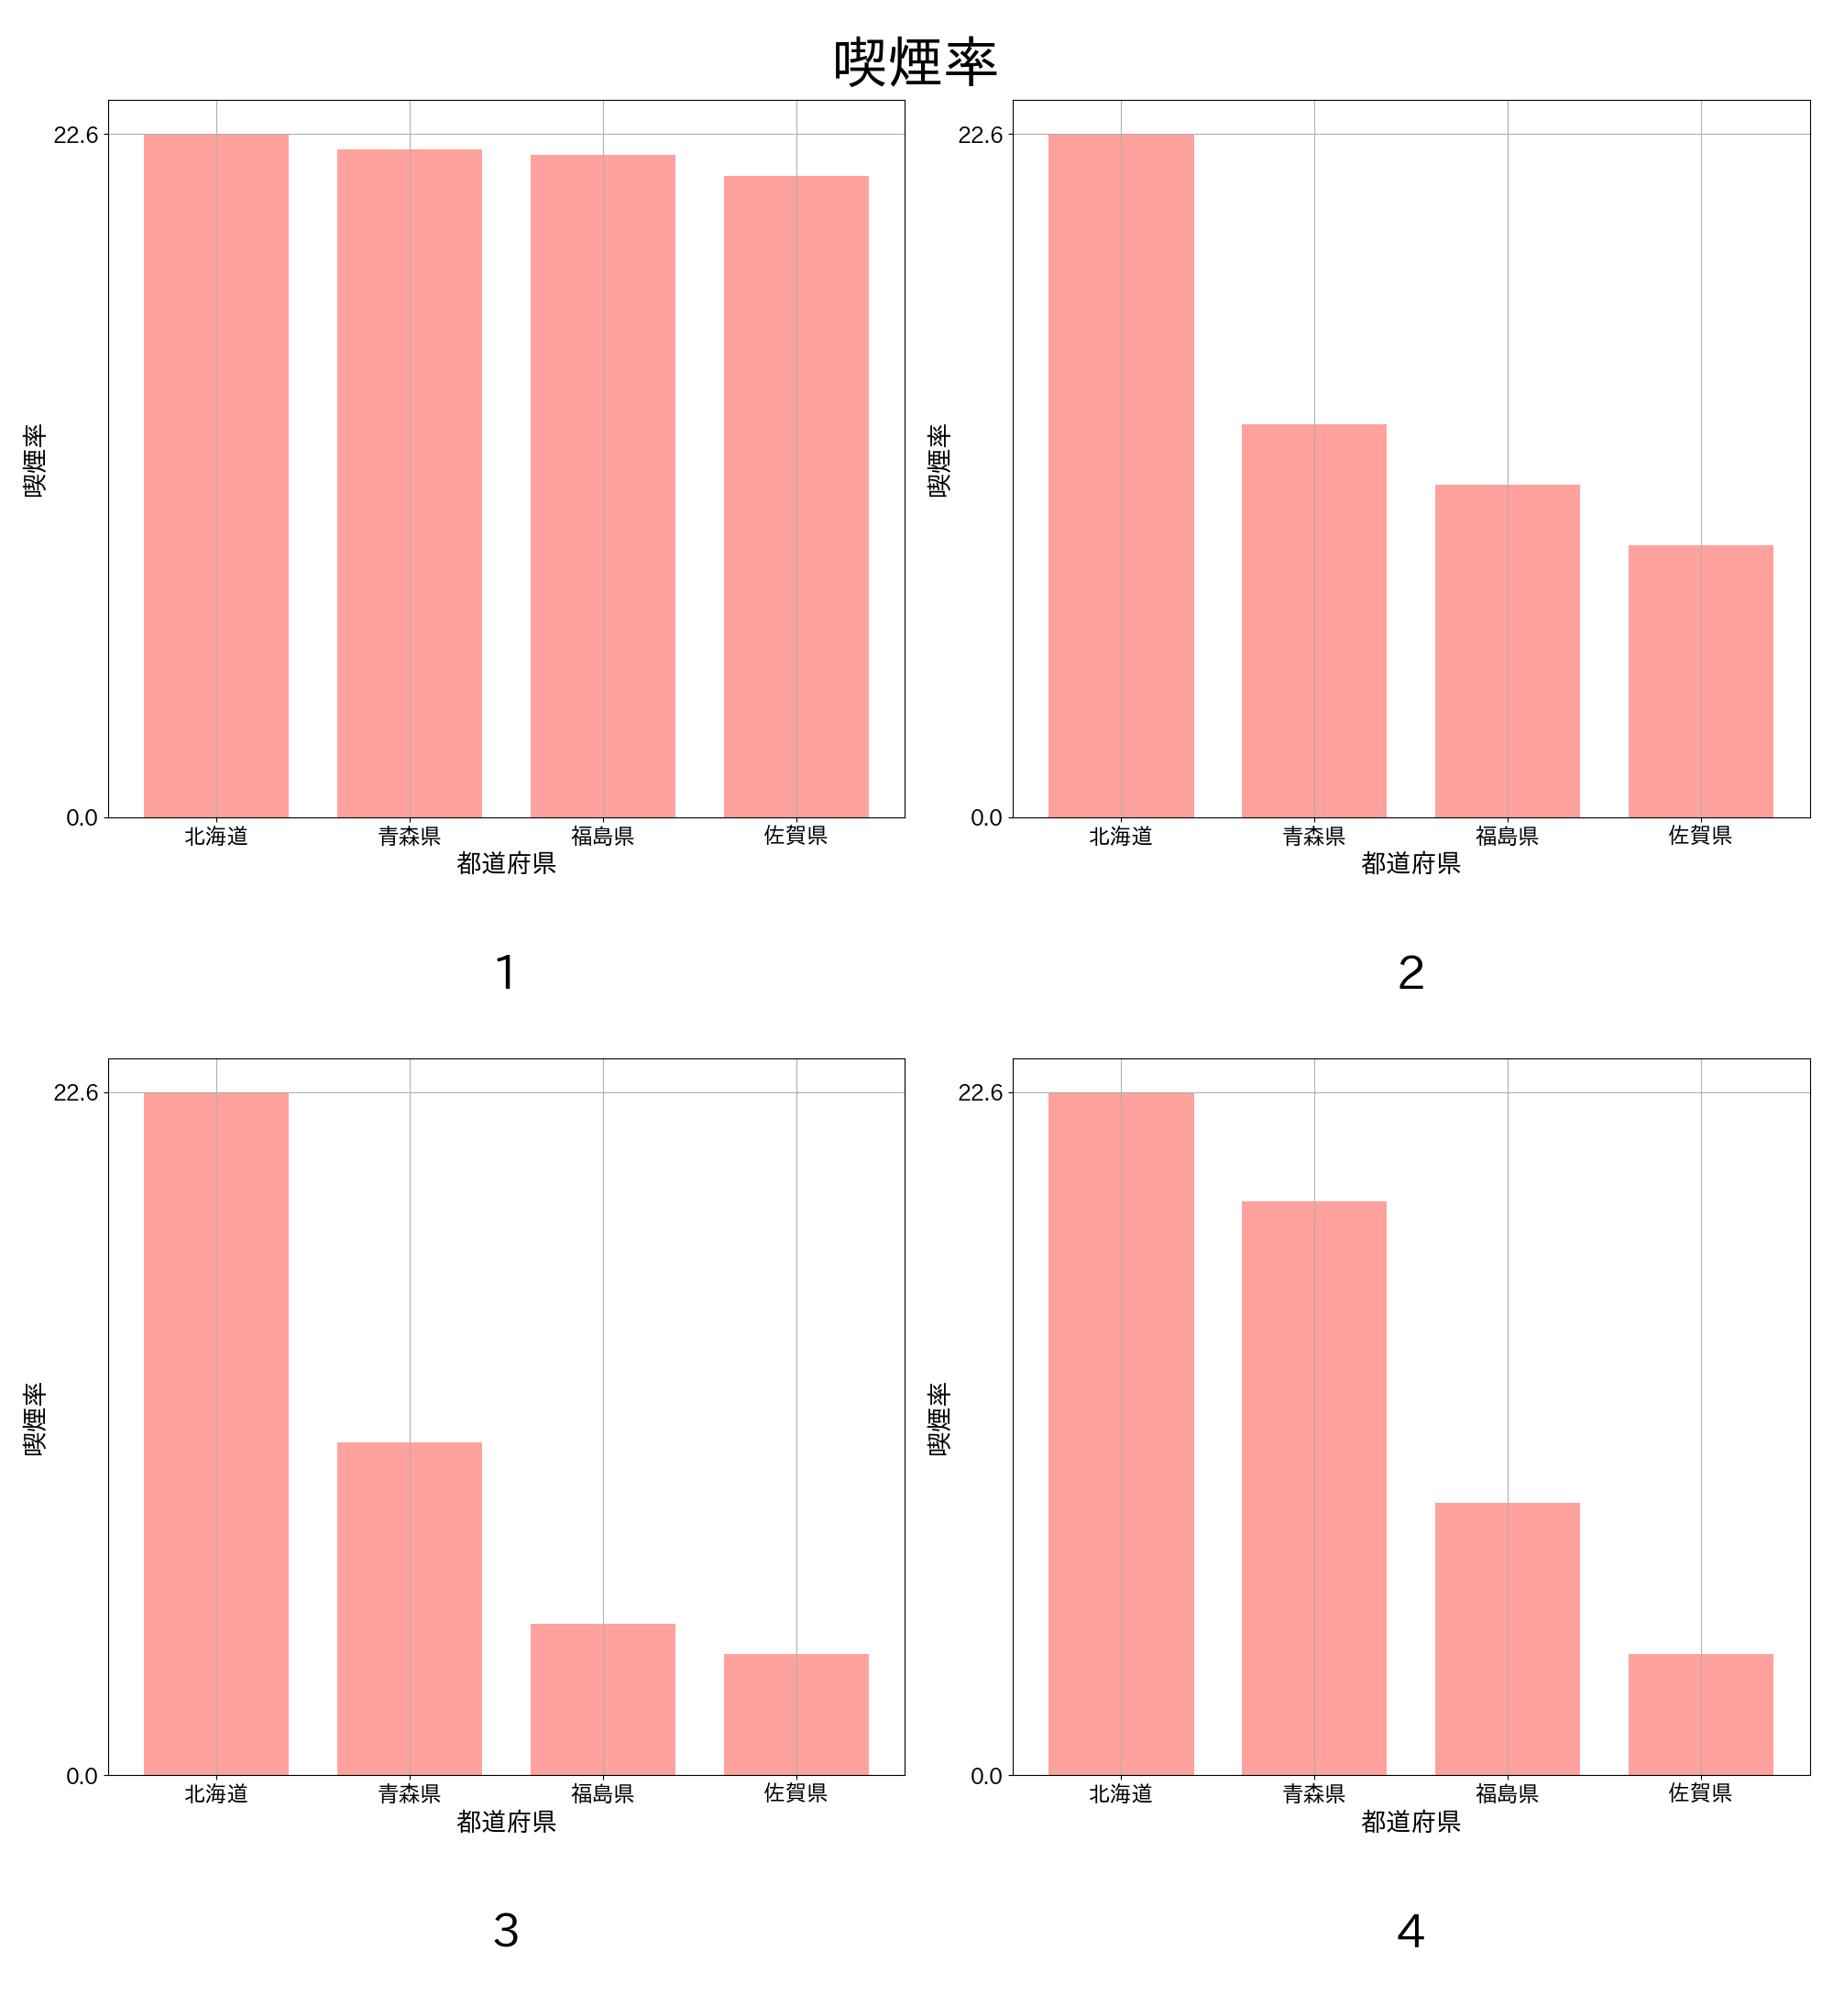 喫煙率
22.6
0.0
喫煙率
北海道 青森県 福島県 佐賀県
都道府県
1
22.6
0.0
喫煙率
北海道 青森県 福島県 佐賀県
都道府県
2
22.6
0.0
喫煙率
北海道 青森県 福島県 佐賀県
都道府県
3
22.6
0.0
喫煙率
北海道 青森県 福島県 佐賀県
都道府県
4